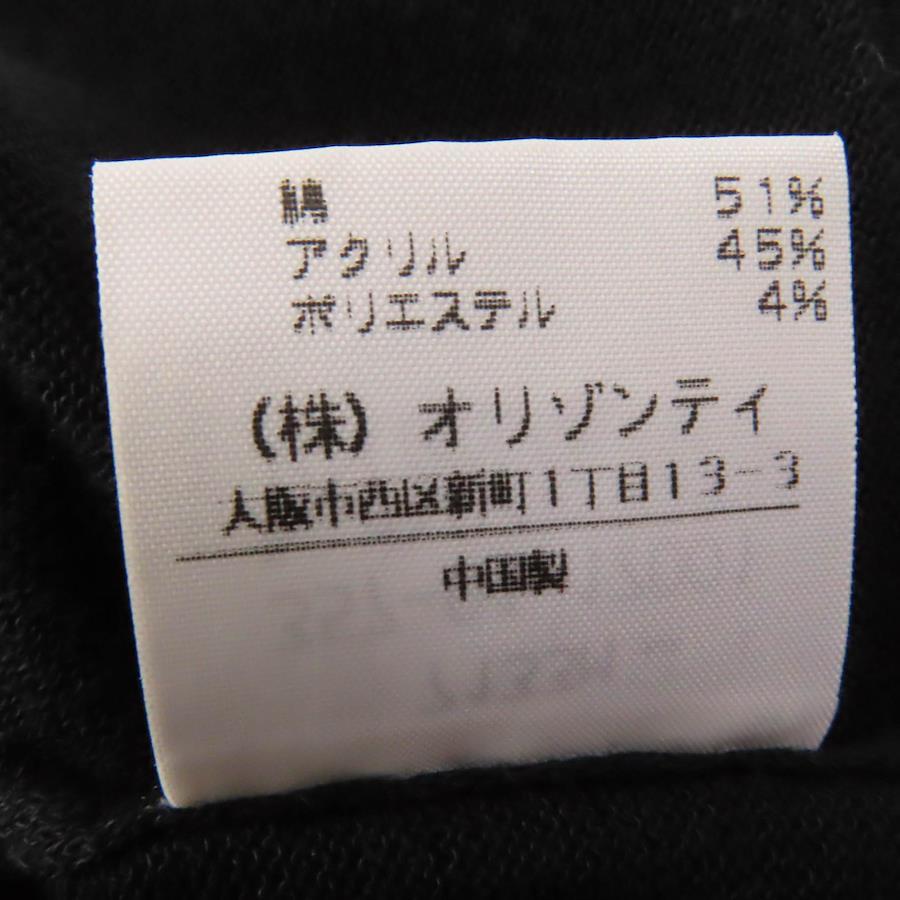 綿 51%
アクリル 45%
ポリエステル 4%
(株) オリゾンティ
大阪市西区新町1丁目13-3
中国製